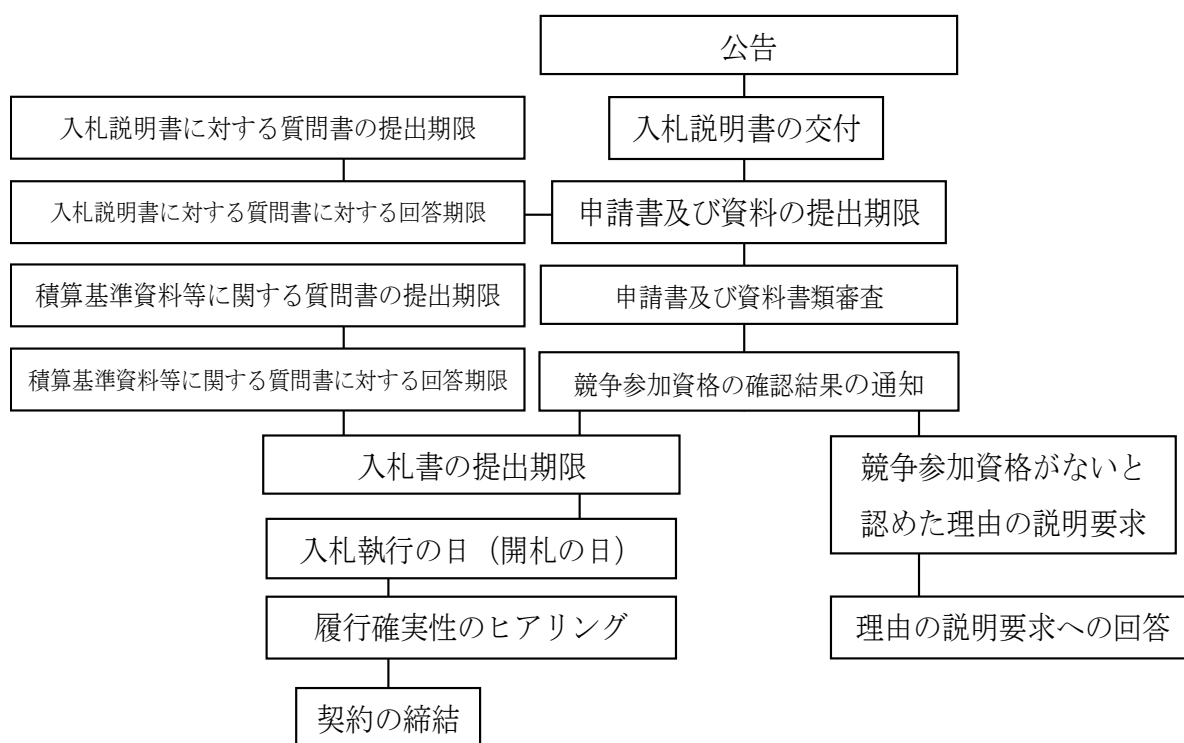 公告
入札説明書に対する質問書の提出期限
入札説明書の交付
入札説明書に対する質問書に対する回答期限
申請書及び資料の提出期限
積算基準資料等に関する質問書の提出期限
申請書及び資料書類審査
積算基準資料等に関する質問書に対する回答期限
競争参加資格の確認結果の通知
入札書の提出期限
競争参加資格がないと
認めた理由の説明要求
入札執行の日（開札の日）
履行確実性のヒアリング
理由の説明要求への回答
契約の締結